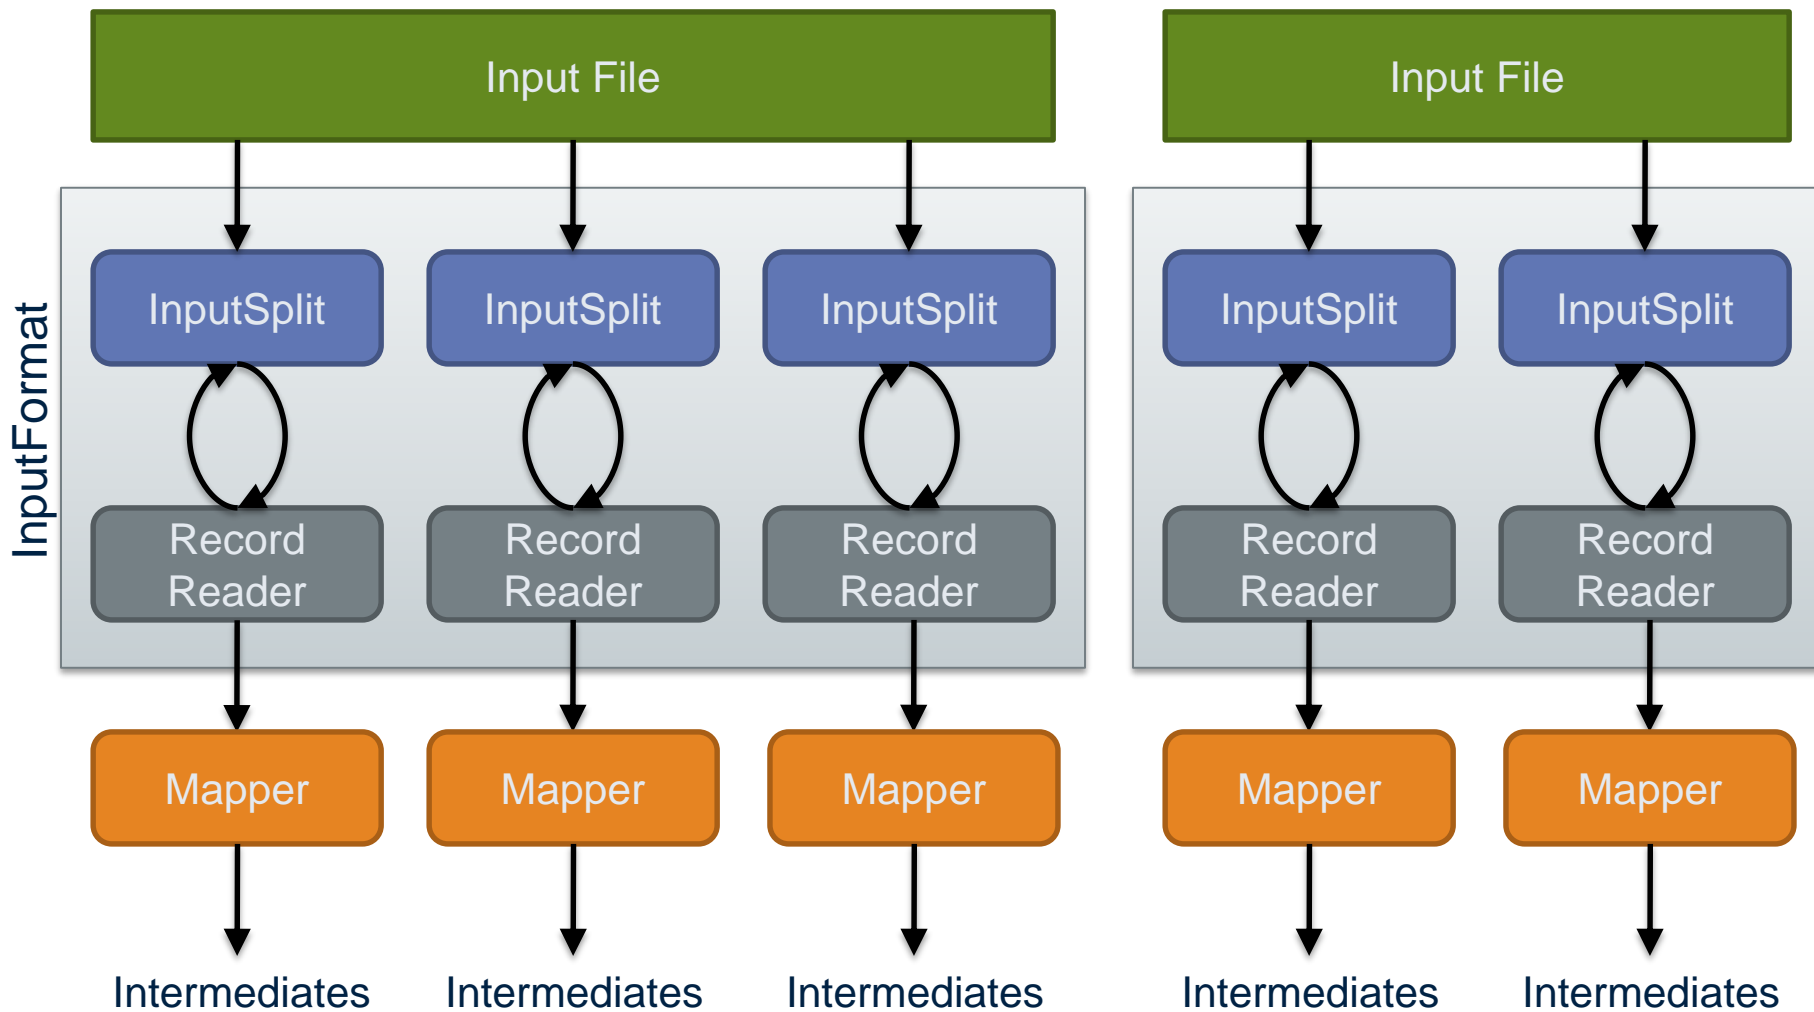 Input File
Input File
InputFormat
InputSplit
InputSplit
InputSplit
InputSplit
InputSplit
Record
Reader
Record
Reader
Record
Reader
Record
Reader
Record
Reader
Mapper
Mapper
Mapper
Mapper
Mapper
Intermediates
Intermediates
Intermediates
Intermediates
Intermediates